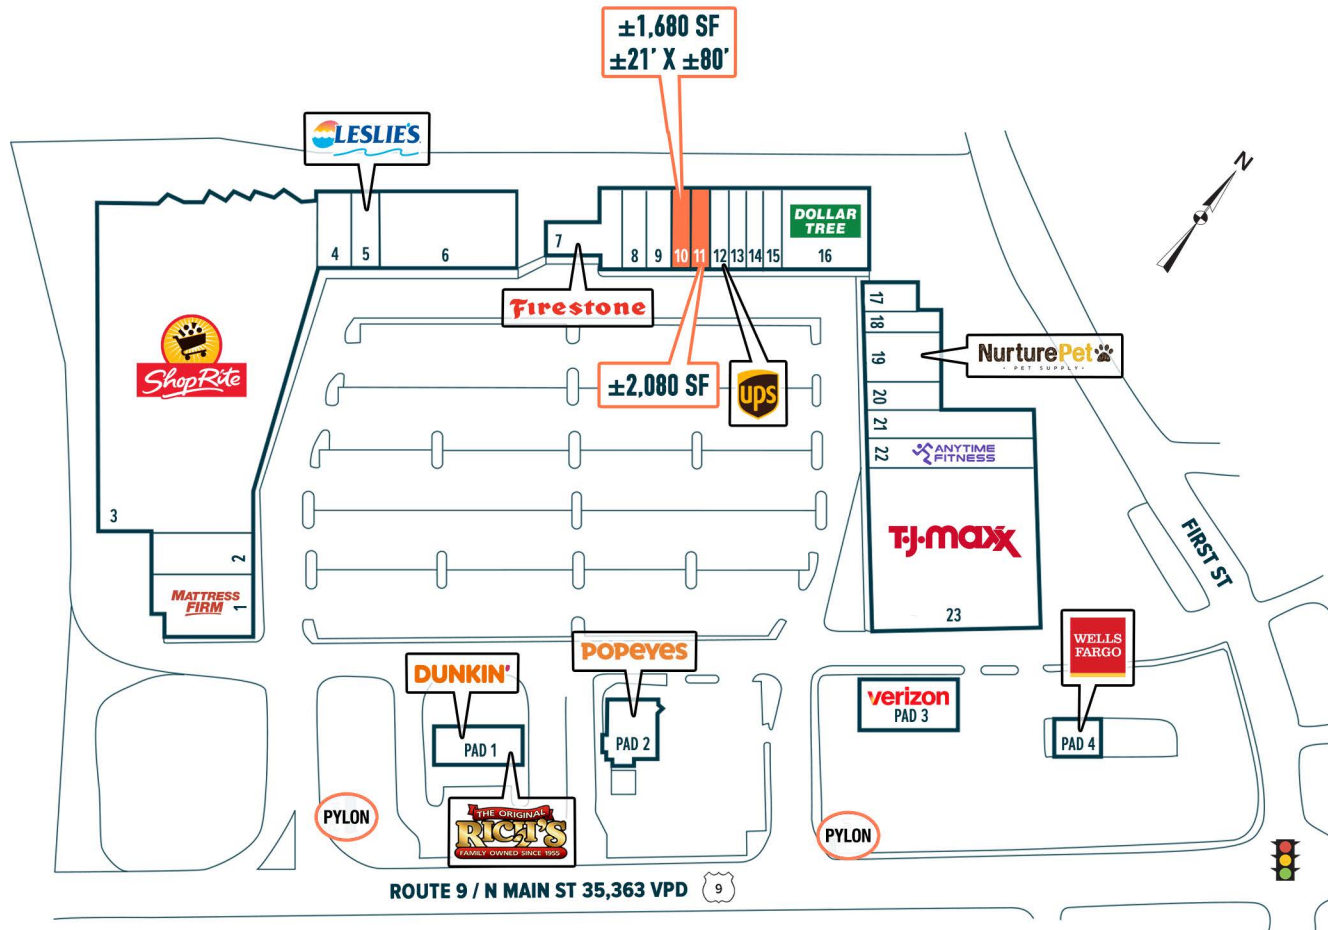 ±1,680 SF
±21' X ±80'
LESLIE'S
N
DOLLAR
TREE
4
5
6
7
8
9
10
11
12
13
14
15
16
Firestone
±2,080 SF
ups
17
18
19
NurturePet
· PET SUPPLY ·
20
21
22
ANYTIME
FITNESS
ShopRite
3
2
MATTRESS
FIRM
1
T·J·maxx
23
FIRST ST
DUNKIN'
POPEYES
WELLS
FARGO
verizon
PAD 3
PAD 1
PAD 2
PAD 4
PYLON
THE ORIGINAL
RICH'S
FAMILY OWNED SINCE 1955
PYLON
ROUTE 9 / N MAIN ST 35,363 VPD
9